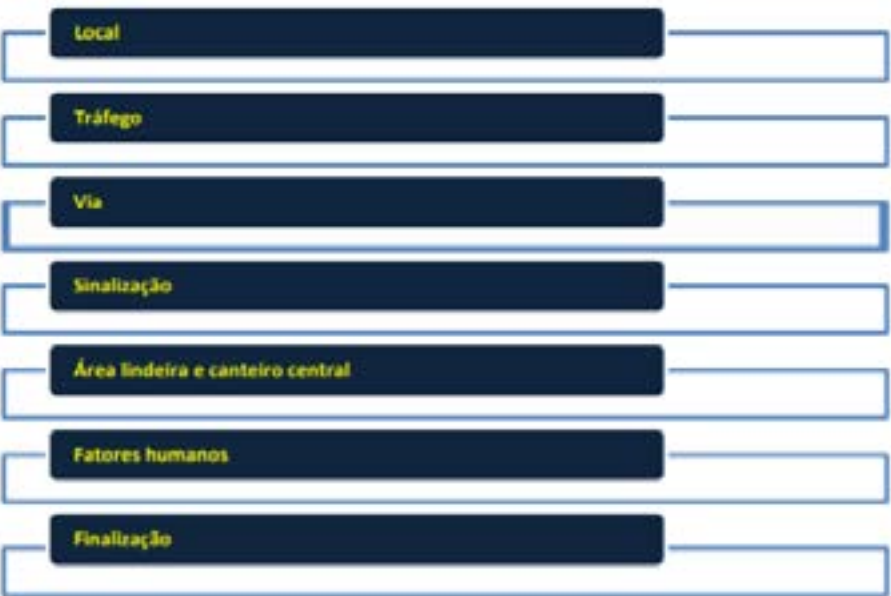 Local
Tráfego
Via
Sinalização
Área lindeira e canteiro central
Fatores humanos
Finalização